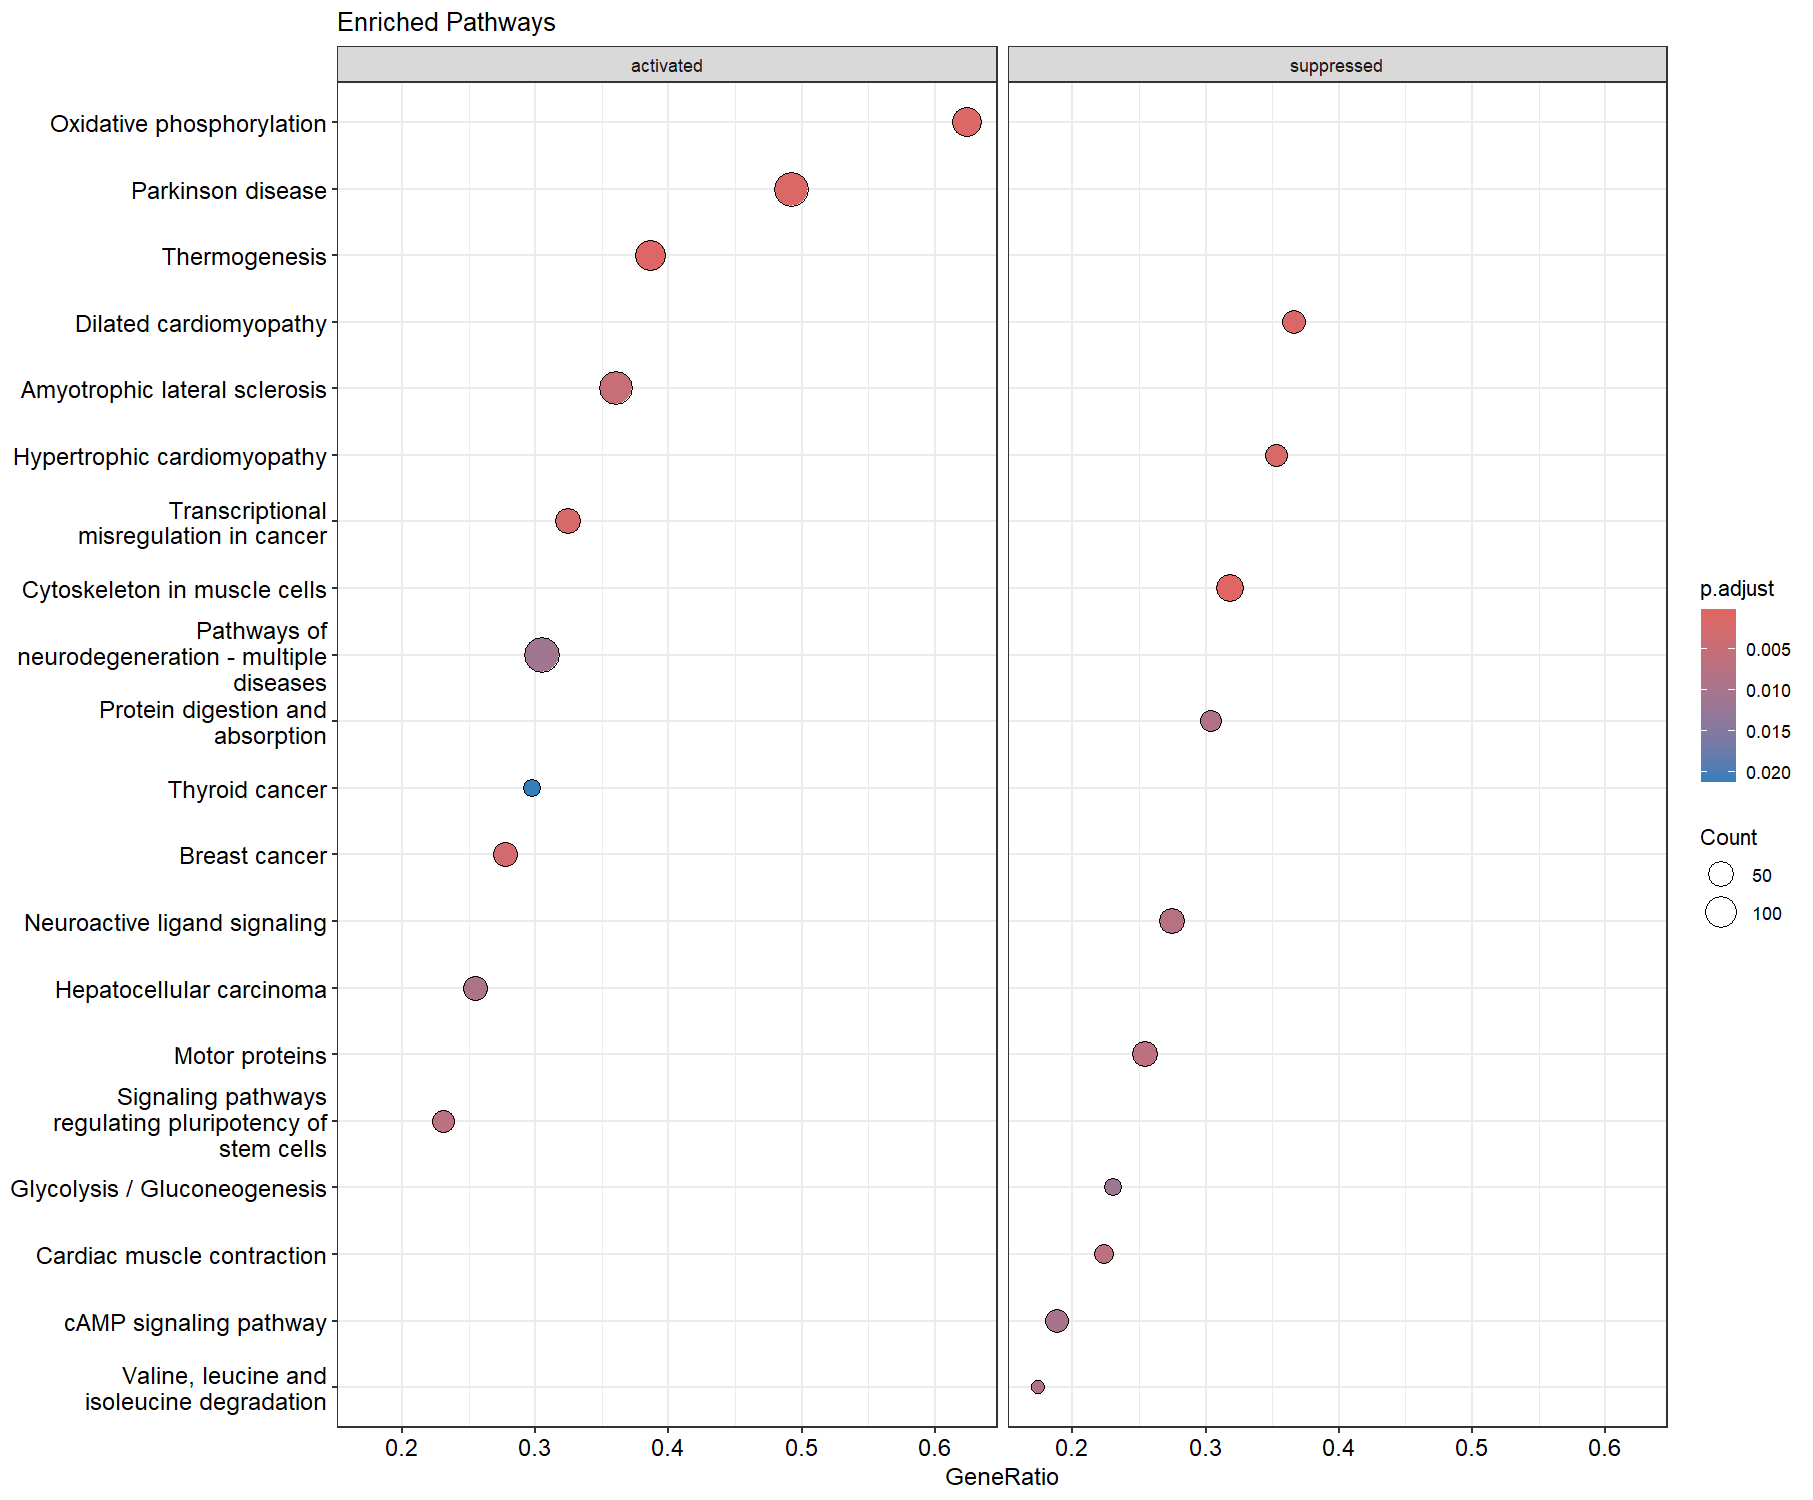 Enriched Pathways
activated
suppressed
Oxidative phosphorylation
Parkinson disease
Thermogenesis
Dilated cardiomyopathy
Amyotrophic lateral sclerosis
Hypertrophic cardiomyopathy
Transcriptional
misregulation in cancer
Cytoskeleton in muscle cells
Pathways of
neurodegeneration - multiple
diseases
Protein digestion and
absorption
Thyroid cancer
Breast cancer
Neuroactive ligand signaling
Hepatocellular carcinoma
Motor proteins
Signaling pathways
regulating pluripotency of
stem cells
Glycolysis / Gluconeogenesis
Cardiac muscle contraction
cAMP signaling pathway
Valine, leucine and
isoleucine degradation
0.2 0.3 0.4 0.5 0.6
0.2 0.3 0.4 0.5 0.6
GeneRatio
p.adjust
0.005
0.010
0.015
0.020
Count
50
100